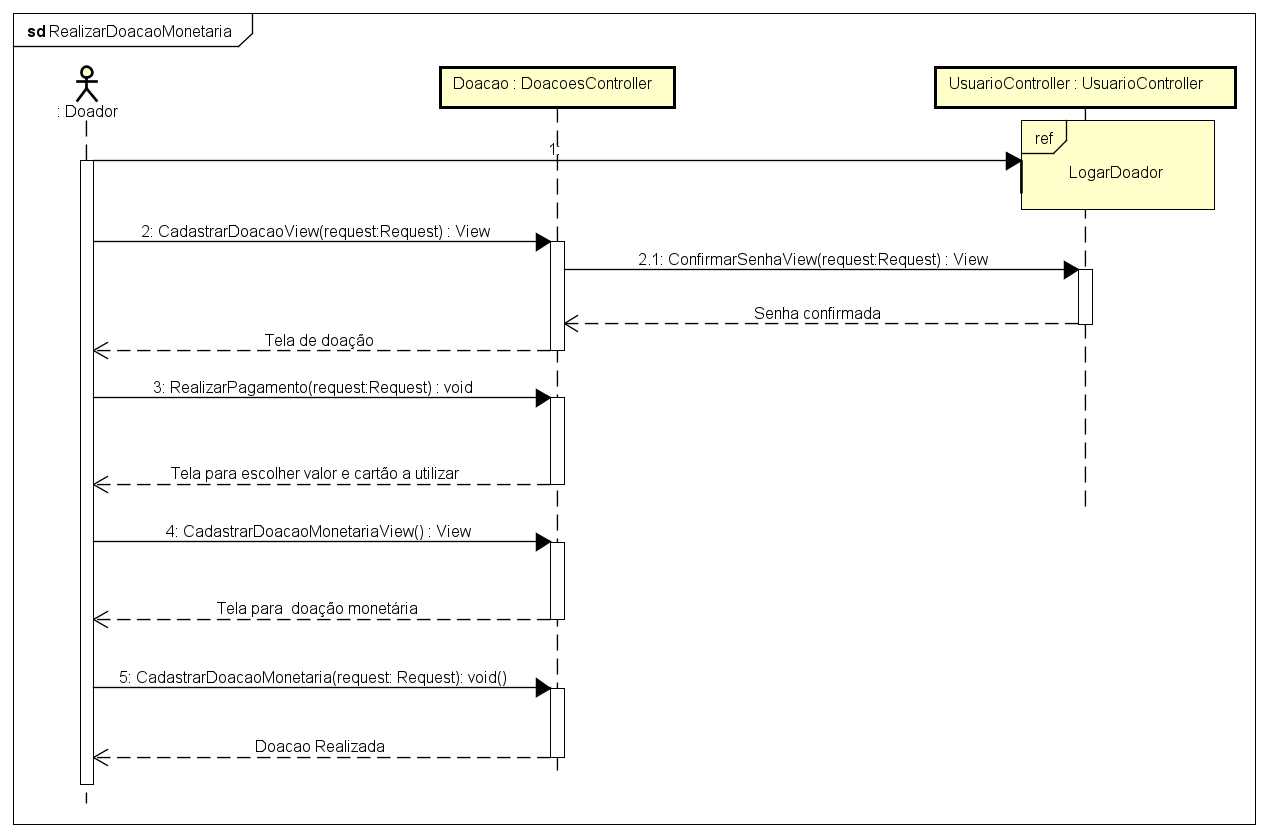 sd RealizarDoacaoMonetaria
: Doador
Doacao : DoacoesController
UsuarioController : UsuarioController
ref
LogarDoador
1:
2: CadastrarDoacaoView(request:Request) : View
2.1: ConfirmarSenhaView(request:Request) : View
Senha confirmada
Tela de doação
3: RealizarPagamento(request:Request) : void
Tela para escolher valor e cartão a utilizar
4: CadastrarDoacaoMonetariaView() : View
Tela para  doação monetária
5: CadastrarDoacaoMonetaria(request: Request): void()
Doacao Realizada